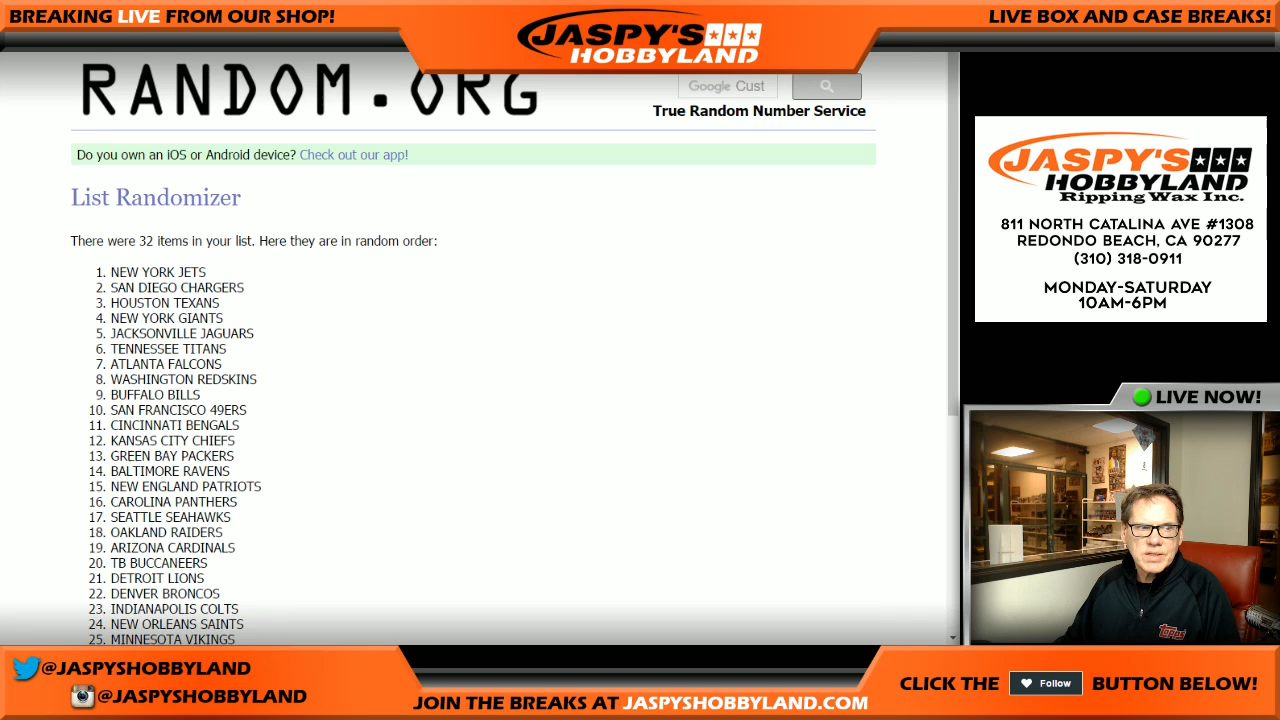 BREAKING LIVE FROM OUR SHOP!
JASPY'S
HOBBYLAND
LIVE BOX AND CASE BREAKS!
RANDOM.ORG
Google Cust
True Random Number Service
Do you own an iOS or Android device? Check out our app!
List Randomizer
There were 32 items in your list. Here they are in random order:
1. NEW YORK JETS
2. SAN DIEGO CHARGERS
3. HOUSTON TEXANS
4. NEW YORK GIANTS
5. JACKSONVILLE JAGUARS
6. TENNESSEE TITANS
7. ATLANTA FALCONS
8. WASHINGTON REDSKINS
9. BUFFALO BILLS
10. SAN FRANCISCO 49ERS
11. CINCINNATI BENGALS
12. KANSAS CITY CHIEFS
13. GREEN BAY PACKERS
14. BALTIMORE RAVENS
15. NEW ENGLAND PATRIOTS
16. CAROLINA PANTHERS
17. SEATTLE SEAHAWKS
18. OAKLAND RAIDERS
19. ARIZONA CARDINALS
20. TB BUCCANEERS
21. DETROIT LIONS
22. DENVER BRONCOS
23. INDIANAPOLIS COLTS
24. NEW ORLEANS SAINTS
25. MINNESOTA VIKINGS
JASPY'S
HOBBYLAND
Ripping Wax Inc.
811 NORTH CATALINA AVE #1308
REDONDO BEACH, CA 90277
(310) 318-0911
MONDAY-SATURDAY
10AM-6PM
LIVE NOW!
Topps
@JASPYSHOBBYLAND
@JASPYSHOBBYLAND
JOIN THE BREAKS AT JASPYSHOBBYLAND.COM
CLICK THE Follow BUTTON BELOW!